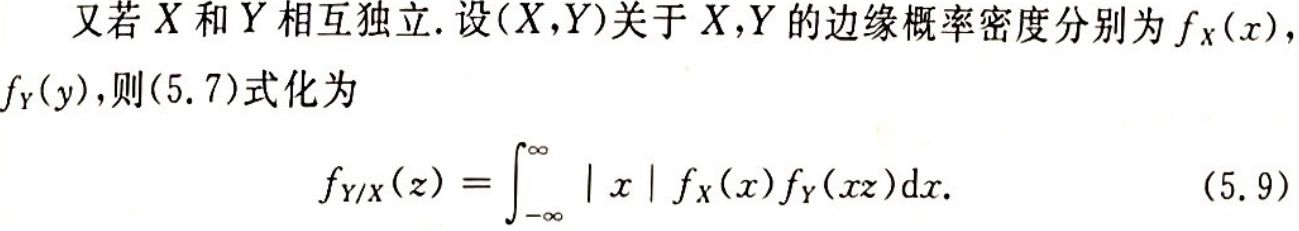 又若 X 和 Y 相互独立. 设(X,Y)关于 X,Y 的边缘概率密度分别为 f_X(x),
f_Y(y),则(5.7)式化为
f_{Y/X}(z) = ∫_{-∞}^{∞} | x | f_X(x) f_Y(xz)dx. (5.9)